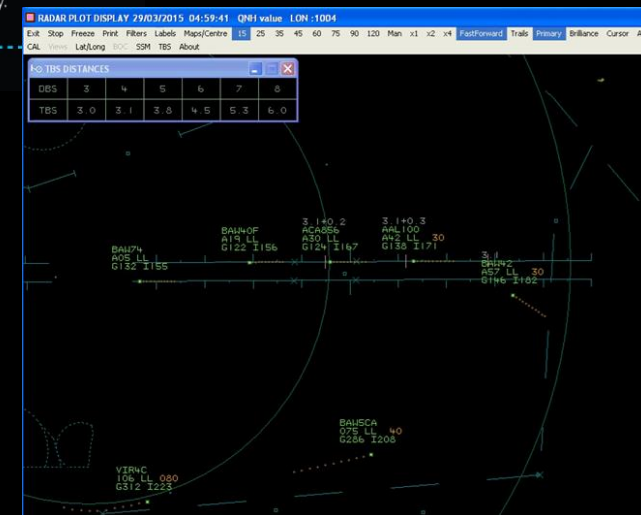 y.
RADAR PLOT DISPLAY 29/03/2015 04:59:41 QNH value LON :1004
Exit Stop Freeze Print Filters Labels Maps/Centre 15 25 35 45 60 75 90 120 Man x1 x2 x4 FastForward Trails Primary Brilliance Cursor A
CAL Views Lat/Long BOC SSM TBS About
TBS DISTANCES
DBS 3 4 5 6 7 8
TBS 3.0 3.1 3.8 4.5 5.3 6.0
BAW74
A05 LL
G132 I155
BAW40F
A19 LL
G122 I156
3.1+0.2
ACA856
A30 LL
G124 I167
3.1+0.3
AAL100
A42 LL 30
G138 I171
3.1
BAW42
A57 LL 30
G146 I182
BAW5CA
075 LL 40
G286 I208
VIR4C
106 LL 080
G312 I223